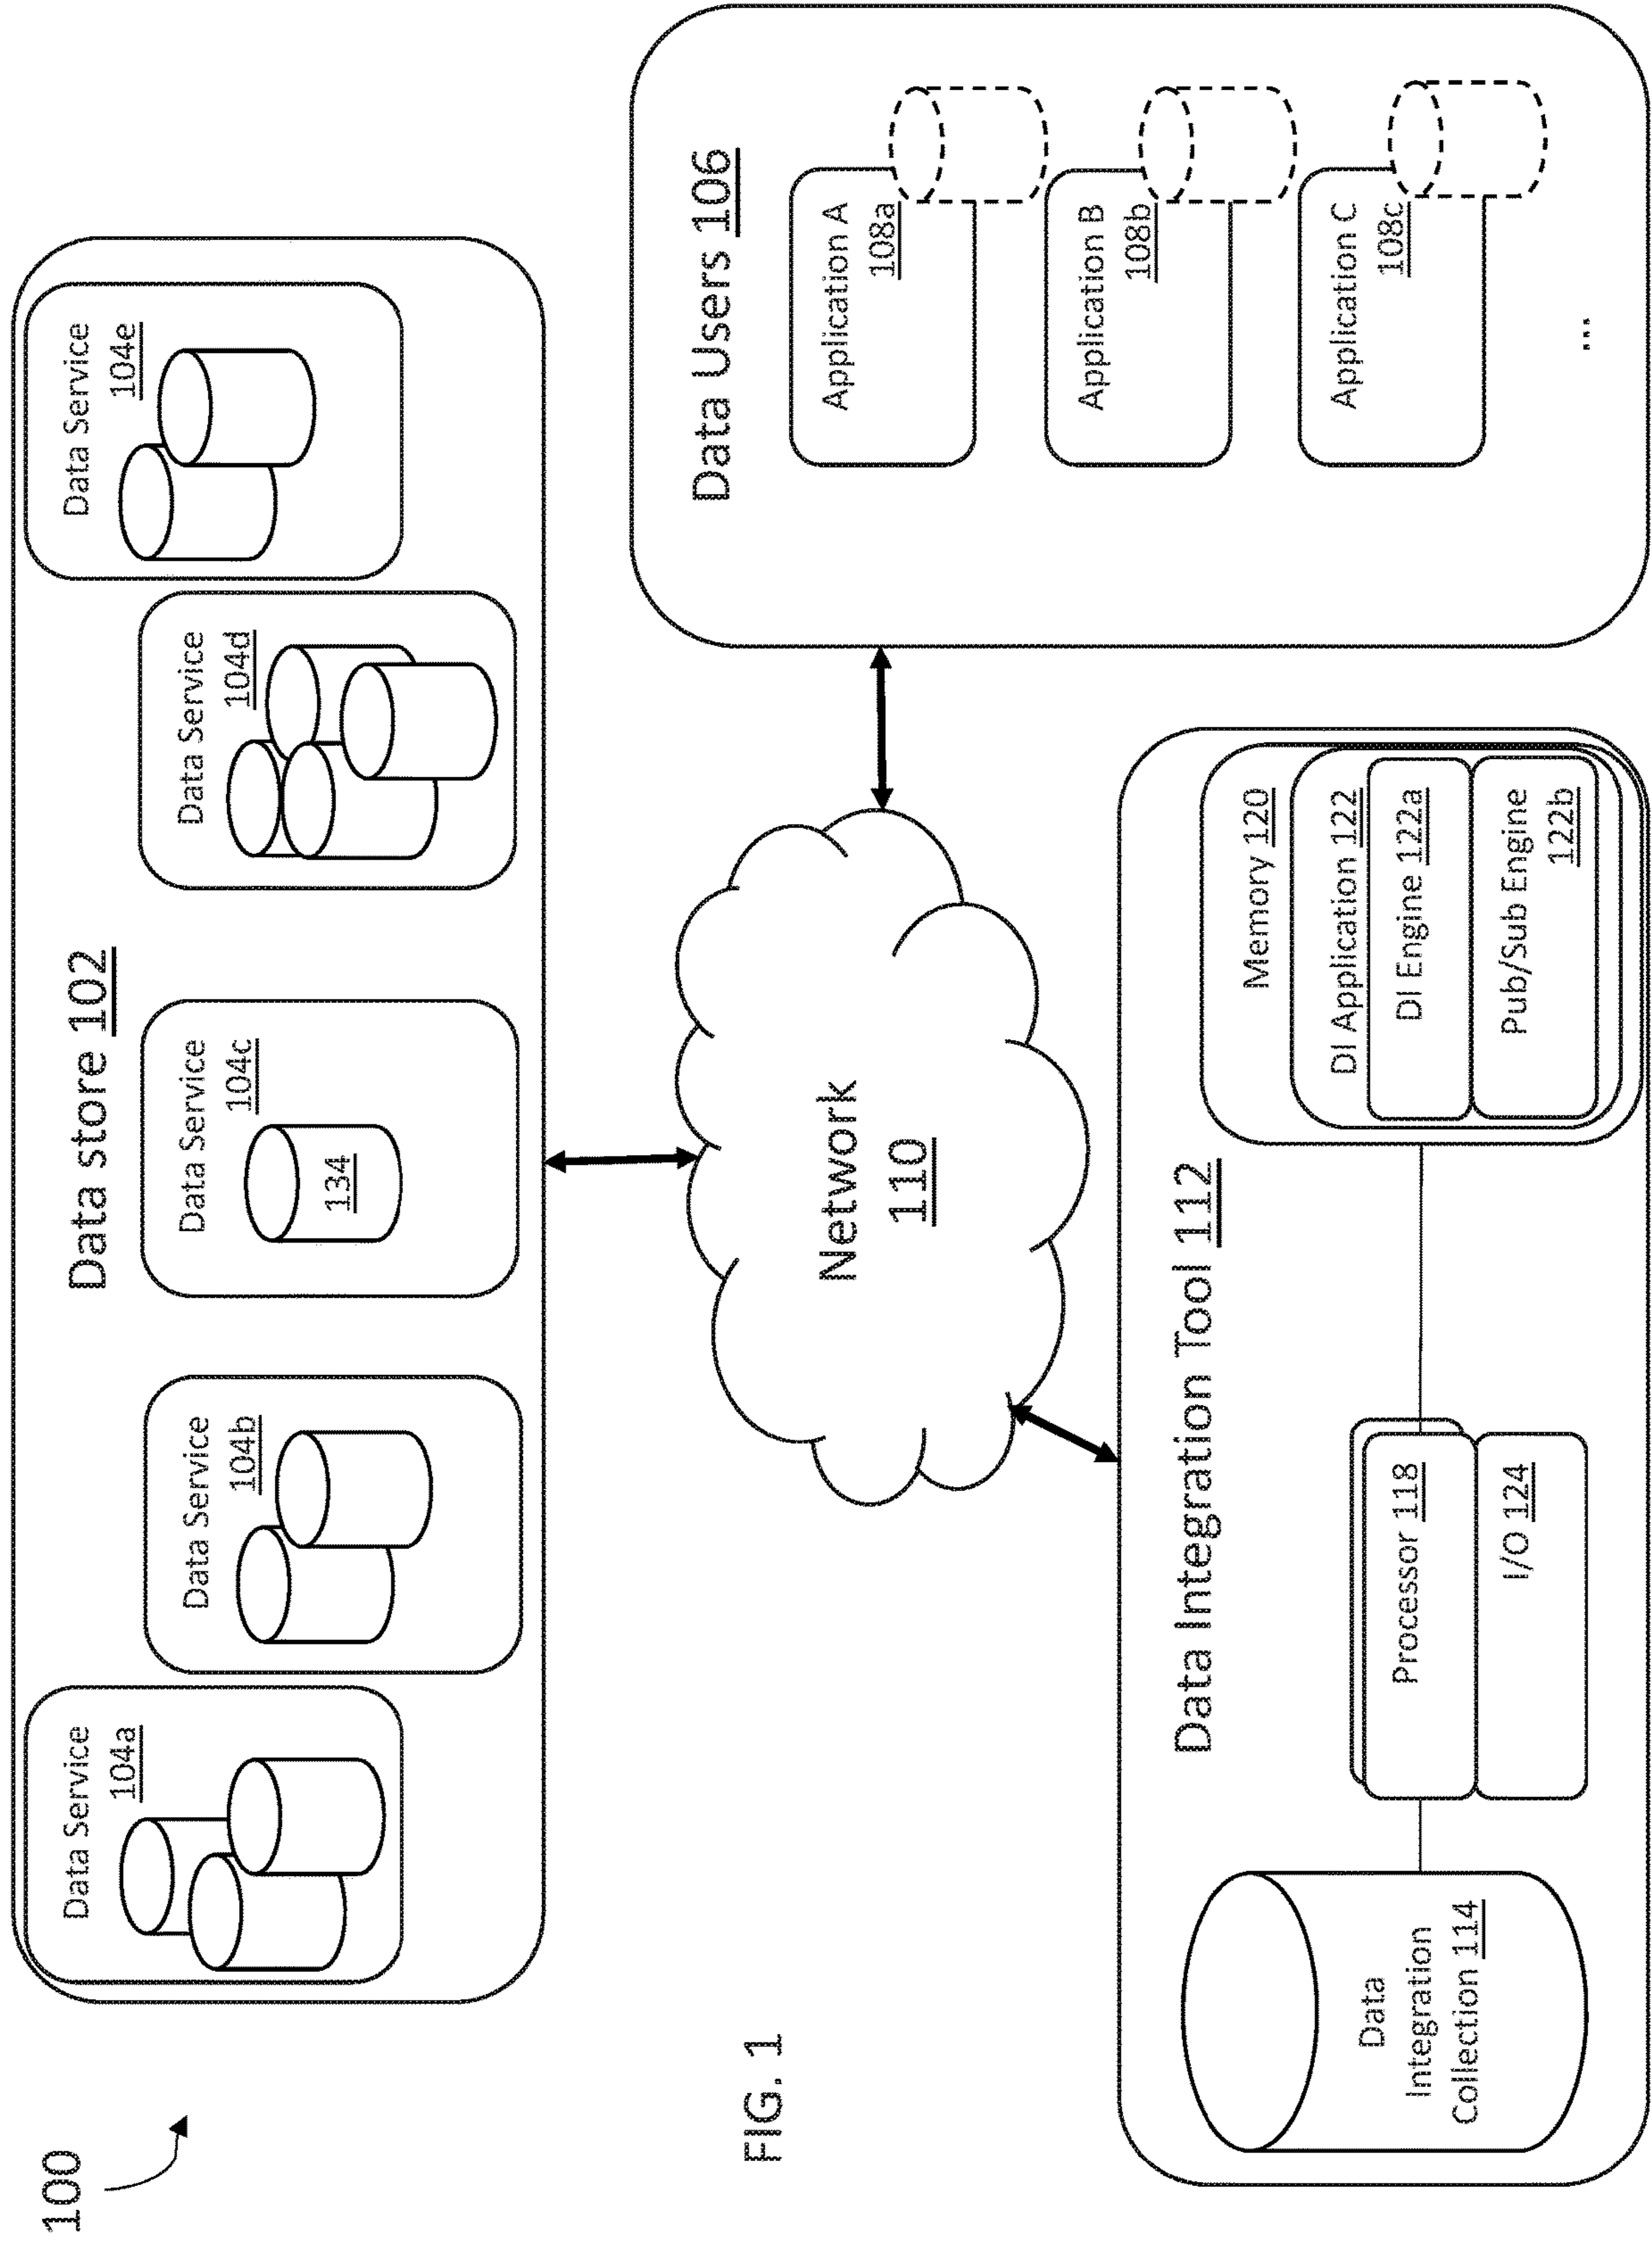 100
Data store 102
Data Service
104a
Data Service
104b
Data Service
104c
134
Data Service
104d
Data Service
104e
Network
110
FIG. 1
Data Users 106
Application A
108a
Application B
108b
Application C
108c
...
Data Integration Tool 112
Data
Integration
Collection 114
Processor 118
I/O 124
Memory 120
DI Application 122
DI Engine 122a
Pub/Sub Engine
122b